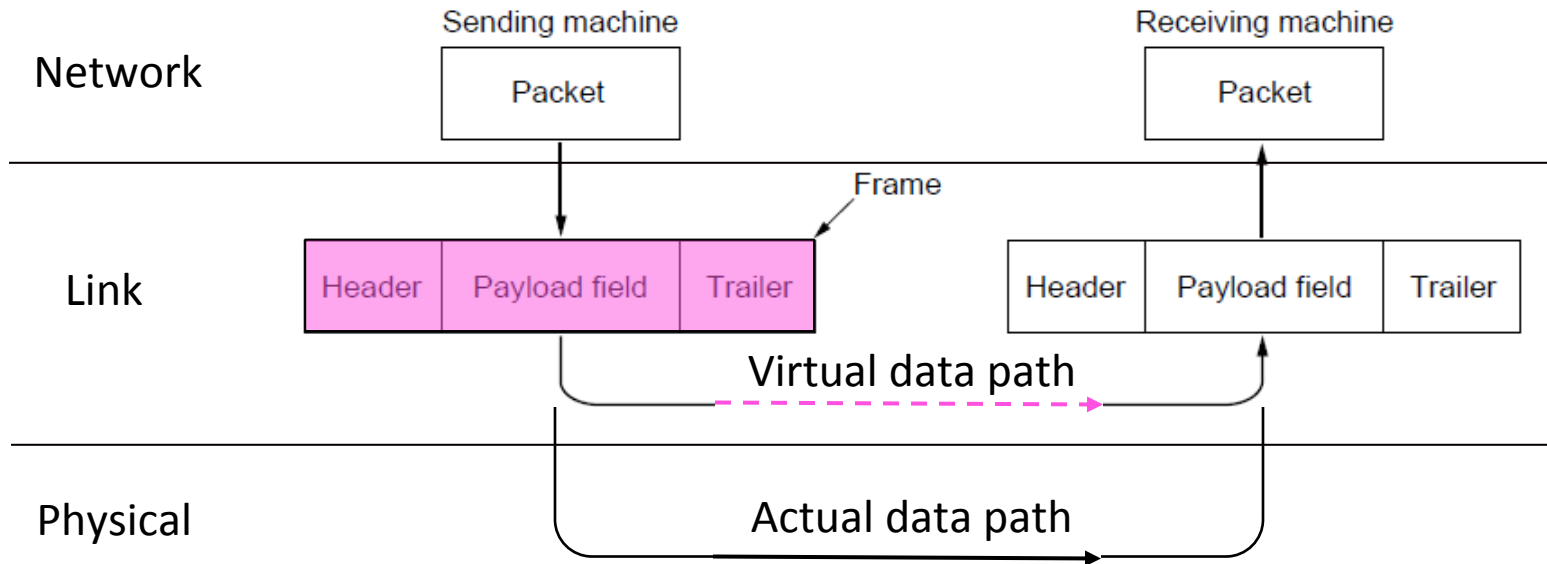 Sending machine
Receiving machine
Network
Packet
Packet
Frame
Link
Header
Payload field
Trailer
Header
Payload field
Trailer
Virtual data path
Physical
Actual data path